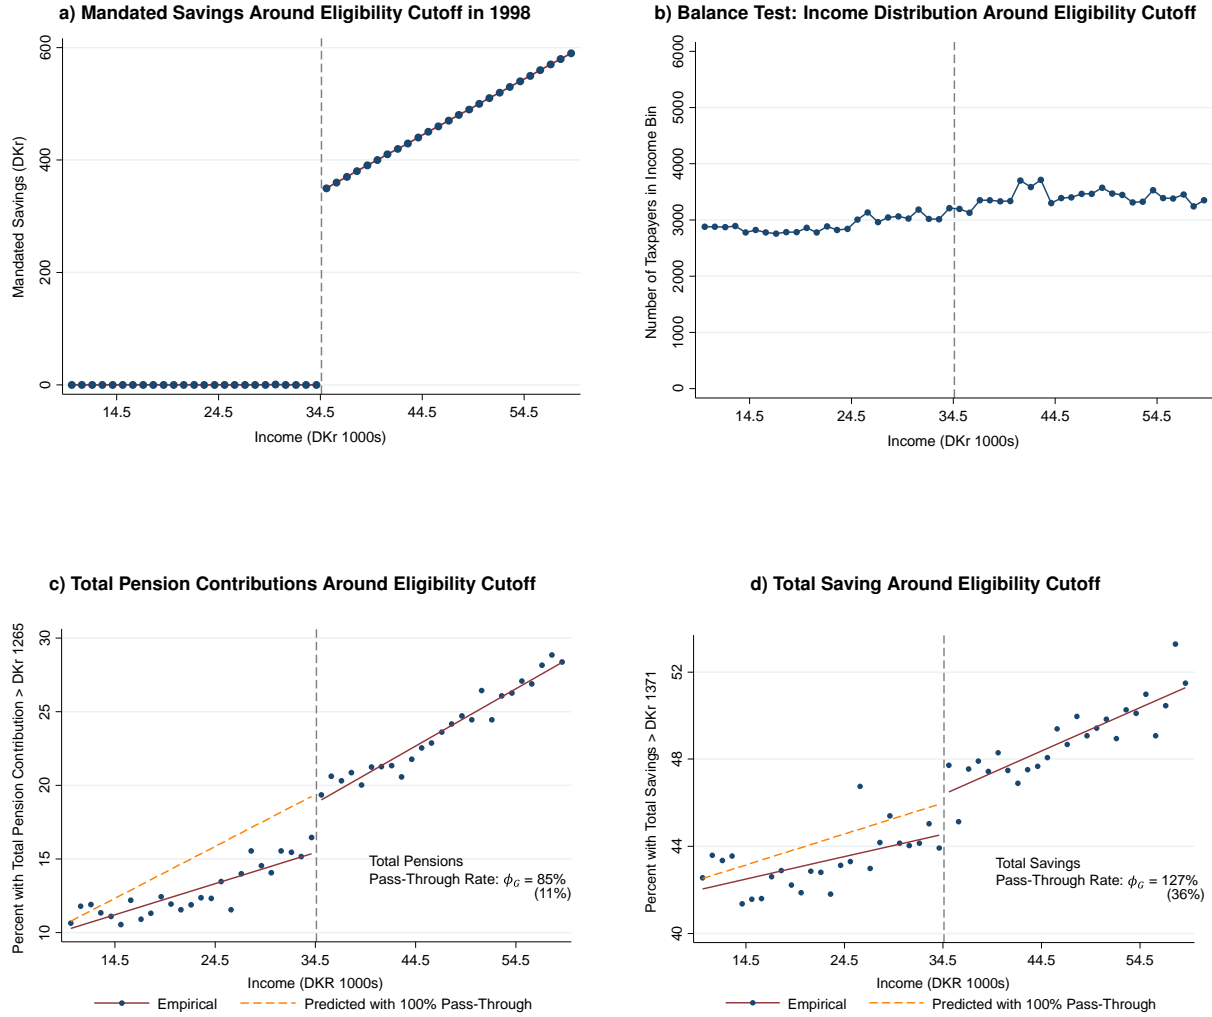 a) Mandated Savings Around Eligibility Cutoff in 1998
Mandated Savings (DKr)
600
400
200
0
14.5 24.5 34.5 44.5 54.5
Income (DKr 1000s)
b) Balance Test: Income Distribution Around Eligibility Cutoff
Number of Taxpayers in Income Bin
6000
5000
4000
3000
2000
1000
0
14.5 24.5 34.5 44.5 54.5
Income (DKr 1000s)
c) Total Pension Contributions Around Eligibility Cutoff
Percent with Total Pension Contribution > DKr 1265
30
25
20
15
10
Total Pensions
Pass-Through Rate: ϕ_G = 85%
(11%)
14.5 24.5 34.5 44.5 54.5
Income (DKR 1000s)
Empirical Predicted with 100% Pass-Through
d) Total Saving Around Eligibility Cutoff
Percent with Total Savings > DKr 1371
52
48
44
40
Total Savings
Pass-Through Rate: ϕ_G = 127%
(36%)
14.5 24.5 34.5 44.5 54.5
Income (DKR 1000s)
Empirical Predicted with 100% Pass-Through